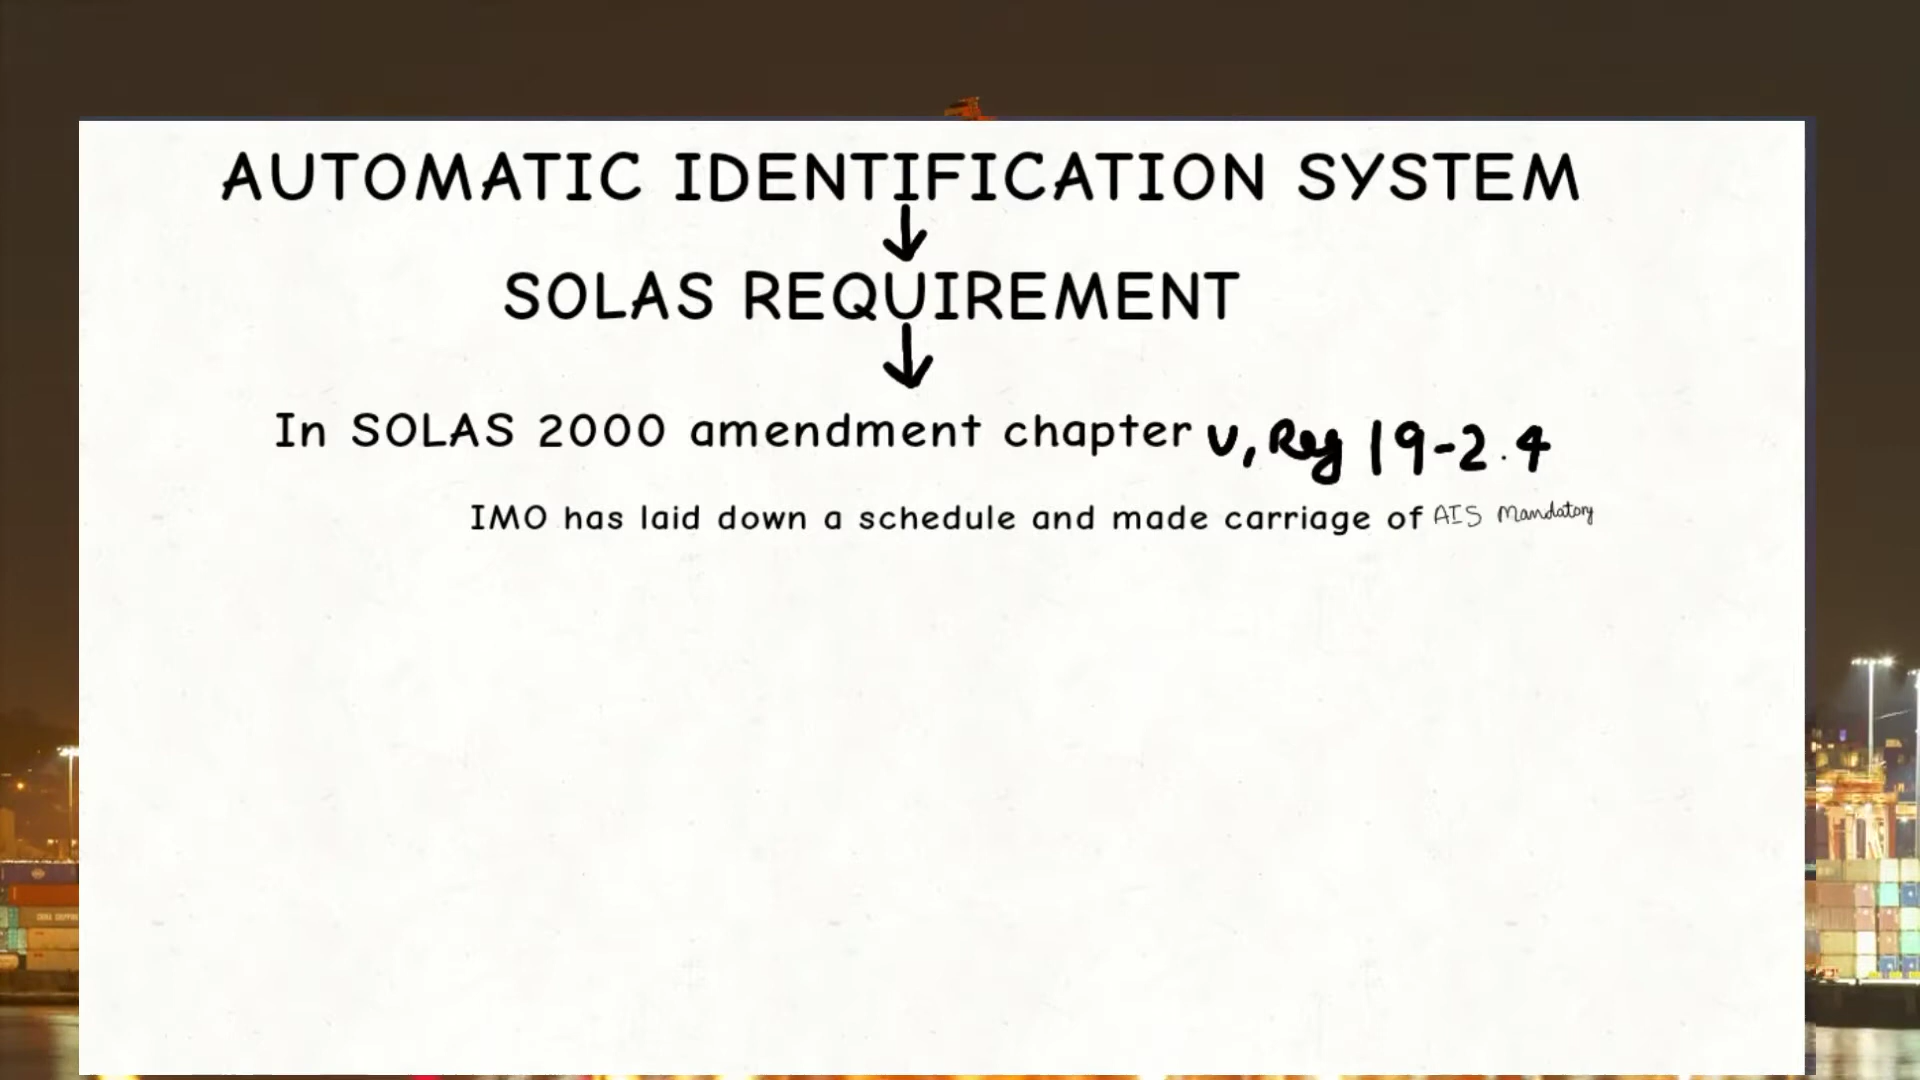 AUTOMATIC IDENTIFICATION SYSTEM
SOLAS REQUIREMENT
In SOLAS 2000 amendment chapter V, Reg 19-2.4
IMO has laid down a schedule and made carriage of AIS Mandatory